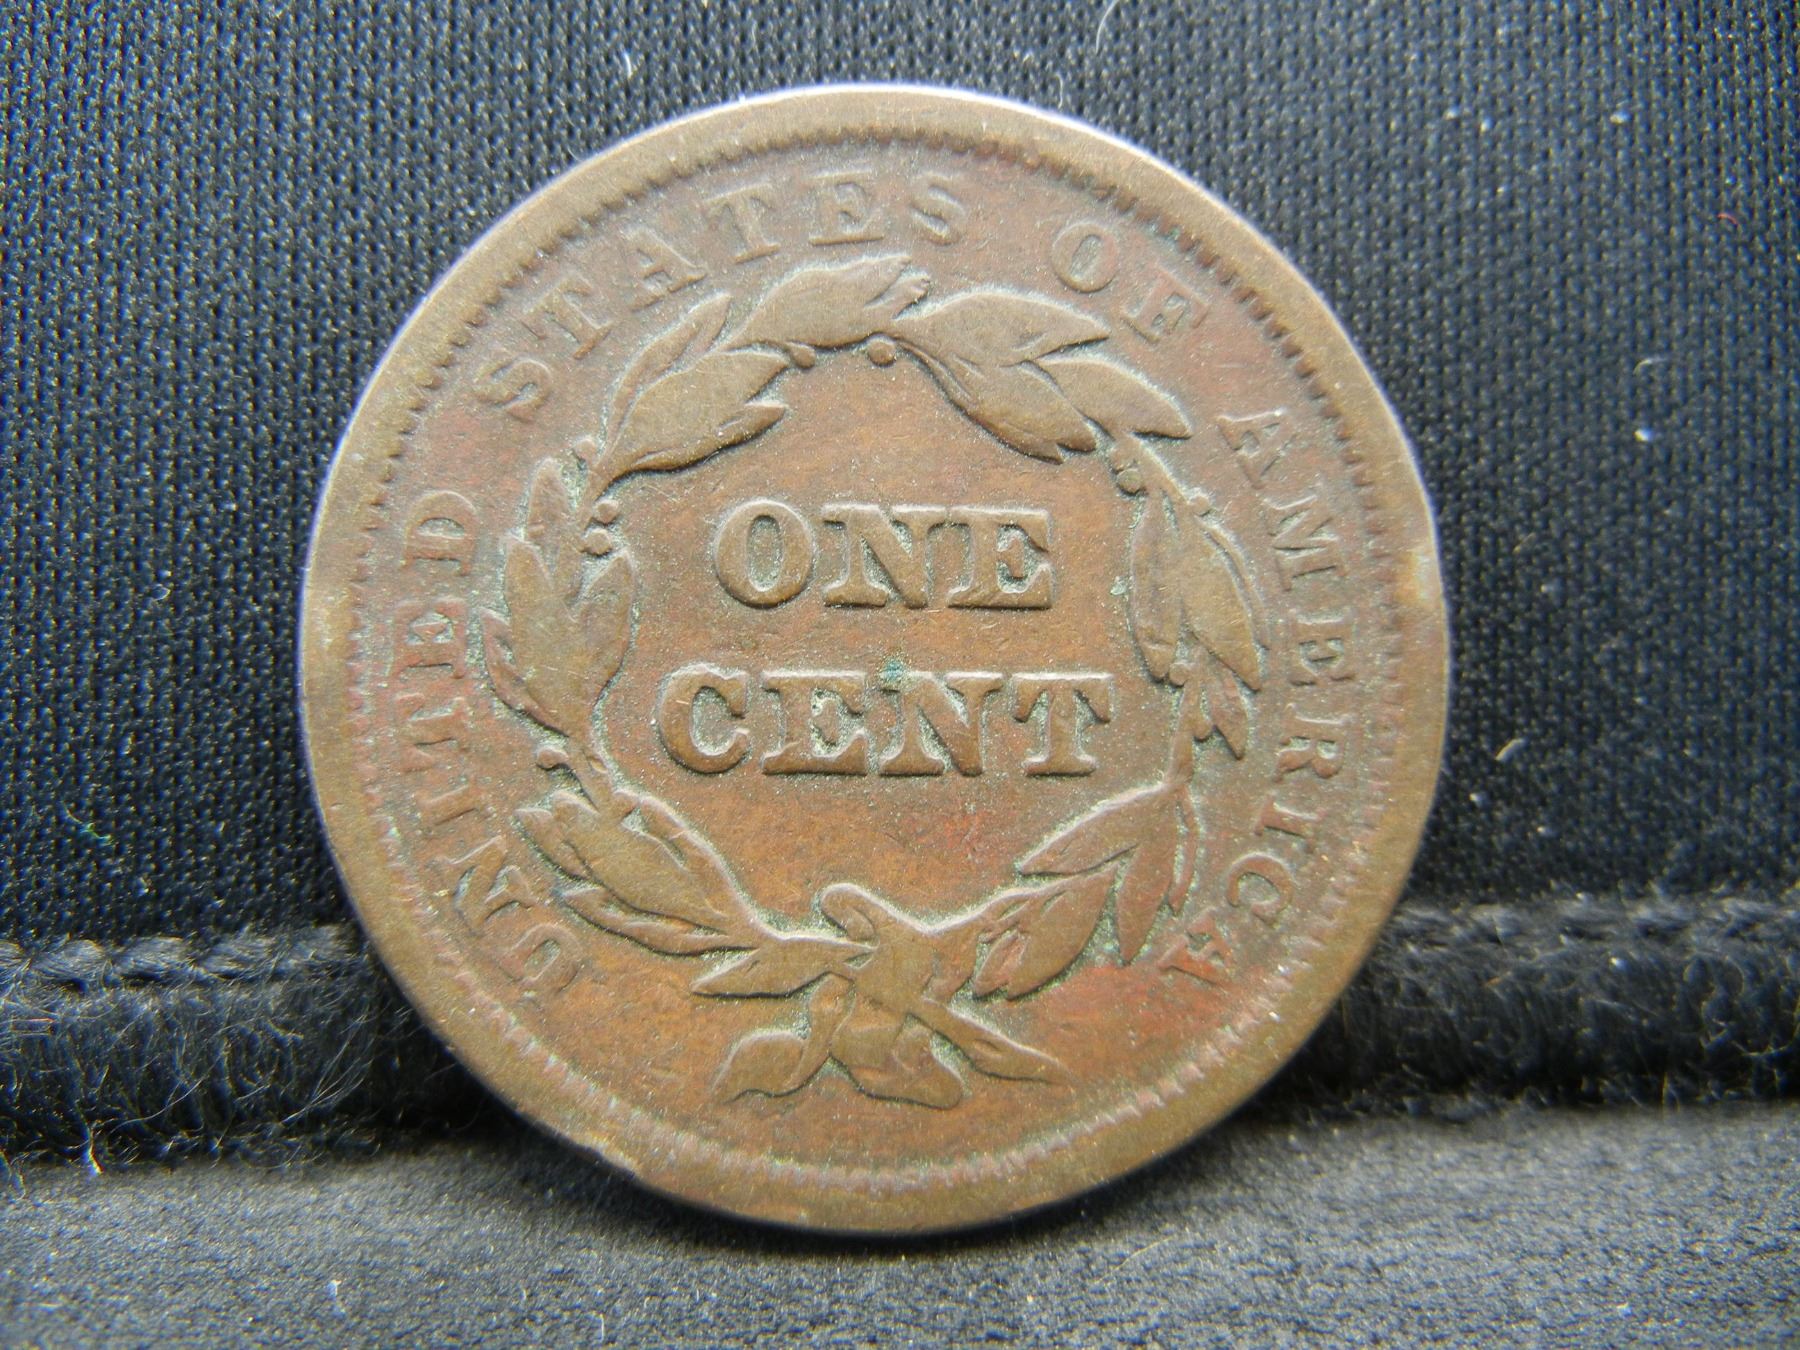 UNITED STATES OF AMERICA
ONE
CENT